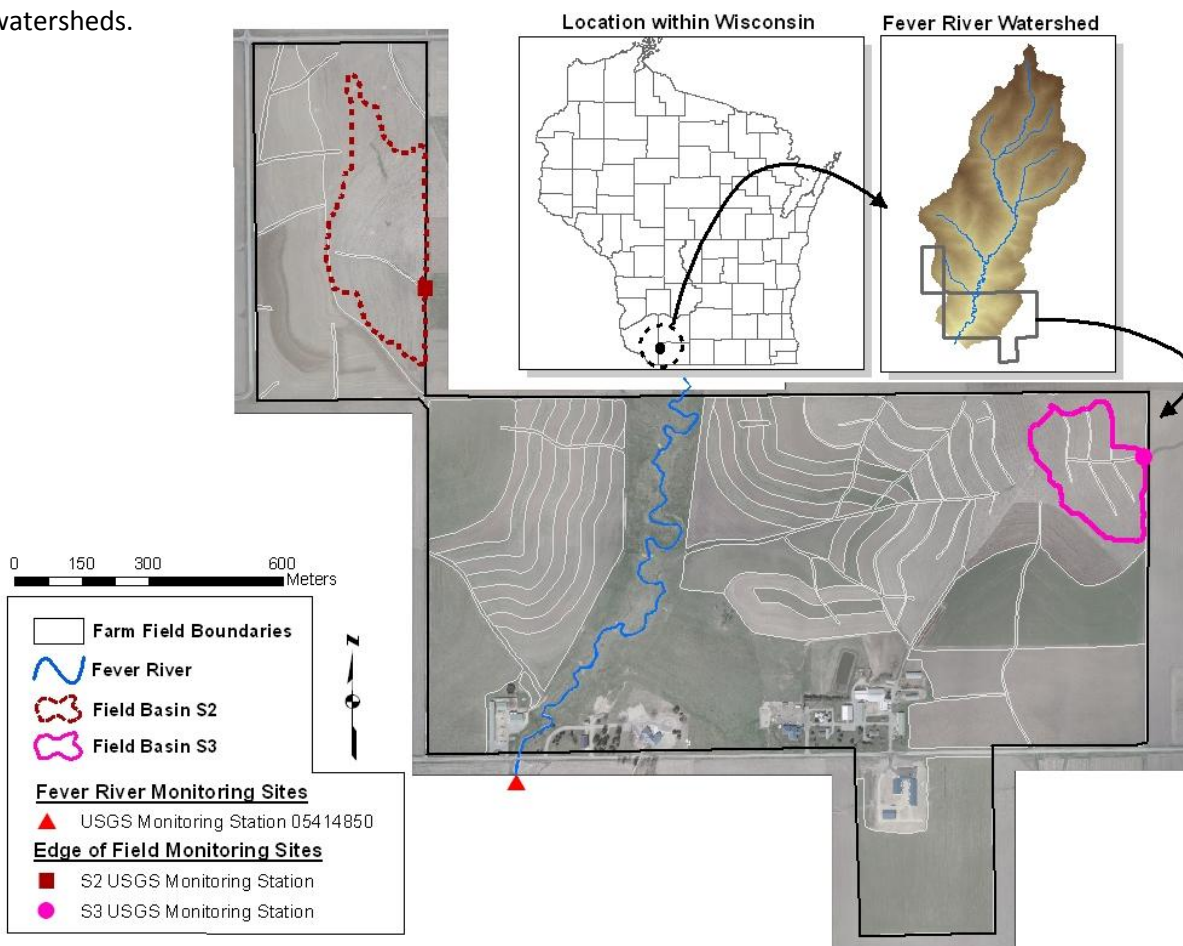 watersheds.
Location within Wisconsin
Fever River Watershed
0 150 300 600
Meters
Farm Field Boundaries
Fever River
Field Basin S2
Field Basin S3
N
Fever River Monitoring Sites
USGS Monitoring Station 05414850
Edge of Field Monitoring Sites
S2 USGS Monitoring Station
S3 USGS Monitoring Station